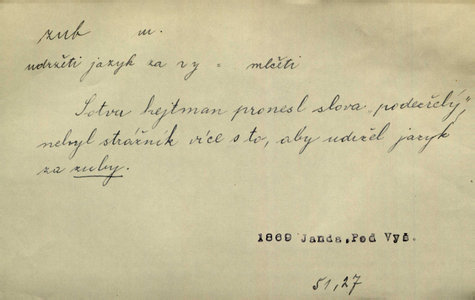 zub m.
udržeti jazyk za zy = mlčeti
Sotva hejtman pronesl slova „podezřelý“,
nebyl strážník více s to, aby udržel jazyk
za zuby.
1869 Janda, Pod Vyš.
51, 27